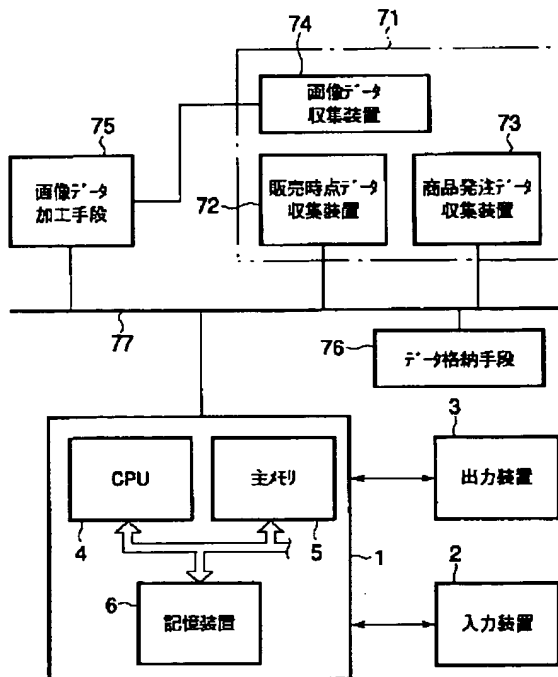 71
74
画像データ
収集装置
75
73
画像データ
加工手段
72
販売時点データ
収集装置
商品発注データ
収集装置
77
76
データ格納手段
3
CPU
主メモリ
出力装置
4
5
1
2
6
記憶装置
入力装置